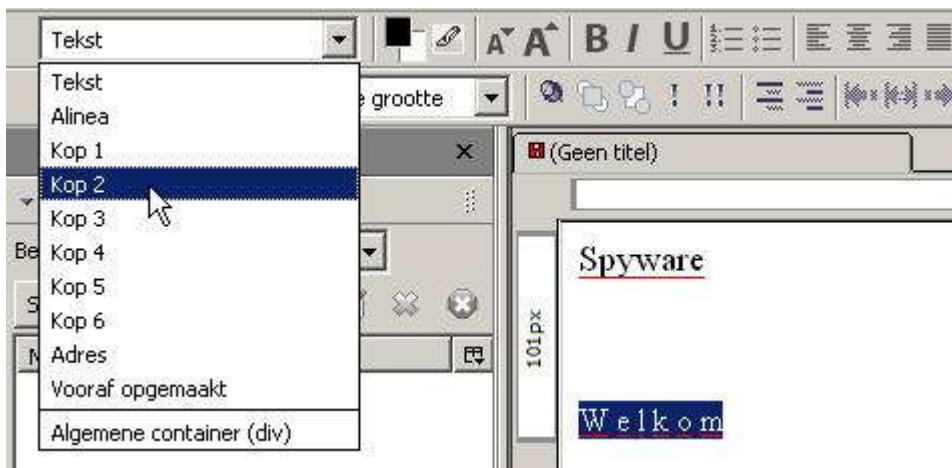 Tekst
A A B I U
Tekst
Alinea
Kop 1
Kop 2
Kop 3
Kop 4
Kop 5
Kop 6
Adres
Vooraf opgemaakt
Algemene container (div)
grootte
! !!
Be
S
N
(Geen titel)
101px
Spyware
Welkom